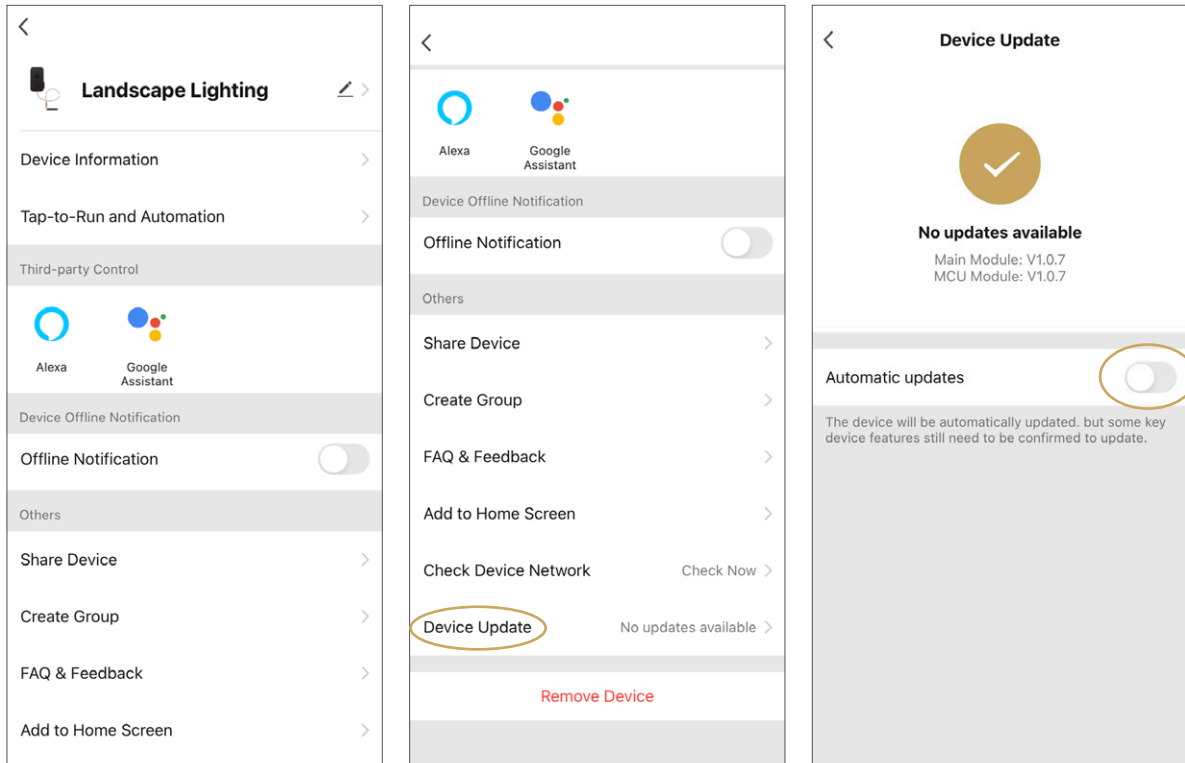 Landscape Lighting
Device Information
Tap-to-Run and Automation
Third-party Control
Alexa
Google
Assistant
Device Offline Notification
Offline Notification
Others
Share Device
Create Group
FAQ & Feedback
Add to Home Screen
Alexa
Google
Assistant
Device Offline Notification
Offline Notification
Others
Share Device
Create Group
FAQ & Feedback
Add to Home Screen
Check Device Network Check Now
Device Update No updates available
Remove Device
Device Update
No updates available
Main Module: V1.0.7
MCU Module: V1.0.7
Automatic updates
The device will be automatically updated. but some key
device features still need to be confirmed to update.